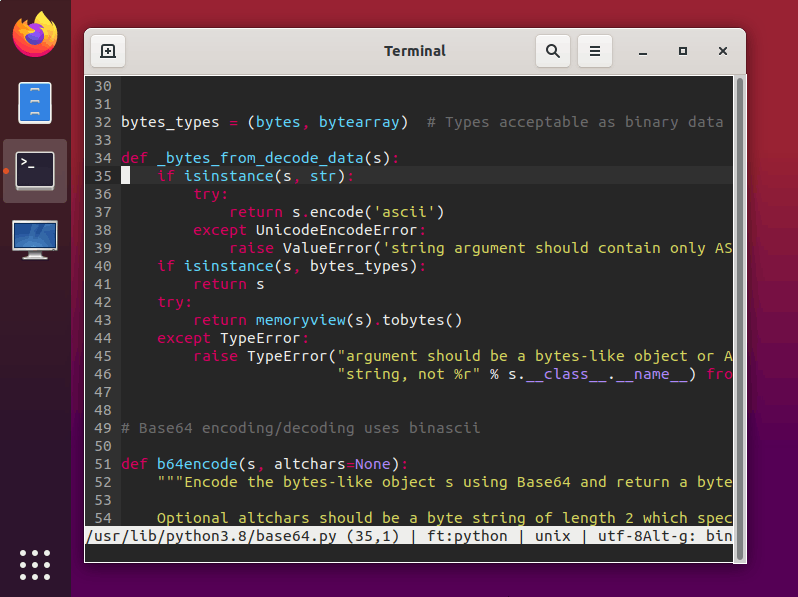 Terminal
30
31
32 bytes_types = (bytes, bytearray)  # Types acceptable as binary data
33
34 def _bytes_from_decode_data(s):
35     if isinstance(s, str):
36         try:
37             return s.encode('ascii')
38         except UnicodeEncodeError:
39             raise ValueError('string argument should contain only AS
40     if isinstance(s, bytes_types):
41         return s
42     try:
43         return memoryview(s).tobytes()
44     except TypeError:
45         raise TypeError("argument should be a bytes-like object or A
46                         "string, not %r" % s.__class__.__name__) fro
47
48
49 # Base64 encoding/decoding uses binascii
50
51 def b64encode(s, altchars=None):
52     """Encode the bytes-like object s using Base64 and return a byte
53
54     Optional altchars should be a byte string of length 2 which spec
/usr/lib/python3.8/base64.py (35,1) | ft:python | unix | utf-8Alt-g: bin